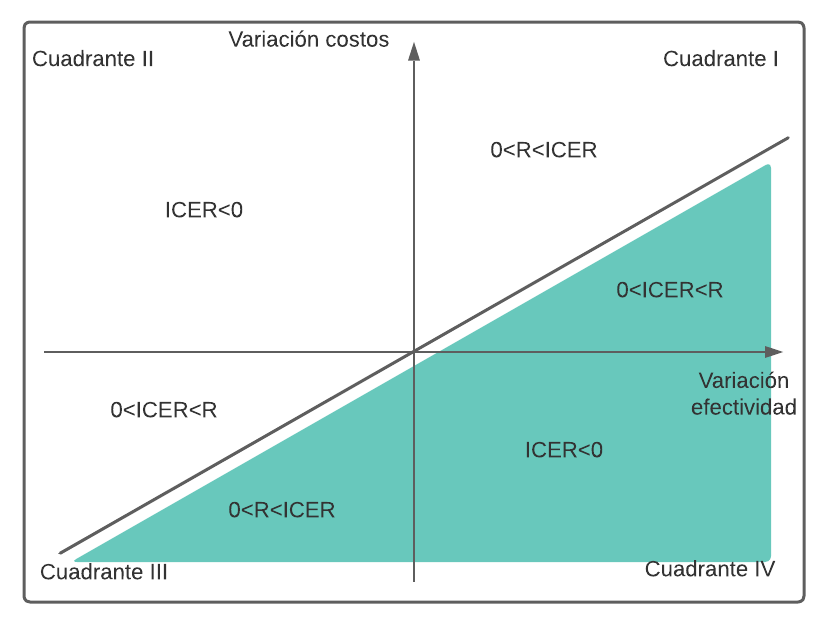 Variación costos
Cuadrante II
Cuadrante I
0<R<ICER
ICER<0
0<ICER<R
Variación
efectividad
0<ICER<R
ICER<0
0<R<ICER
Cuadrante III
Cuadrante IV